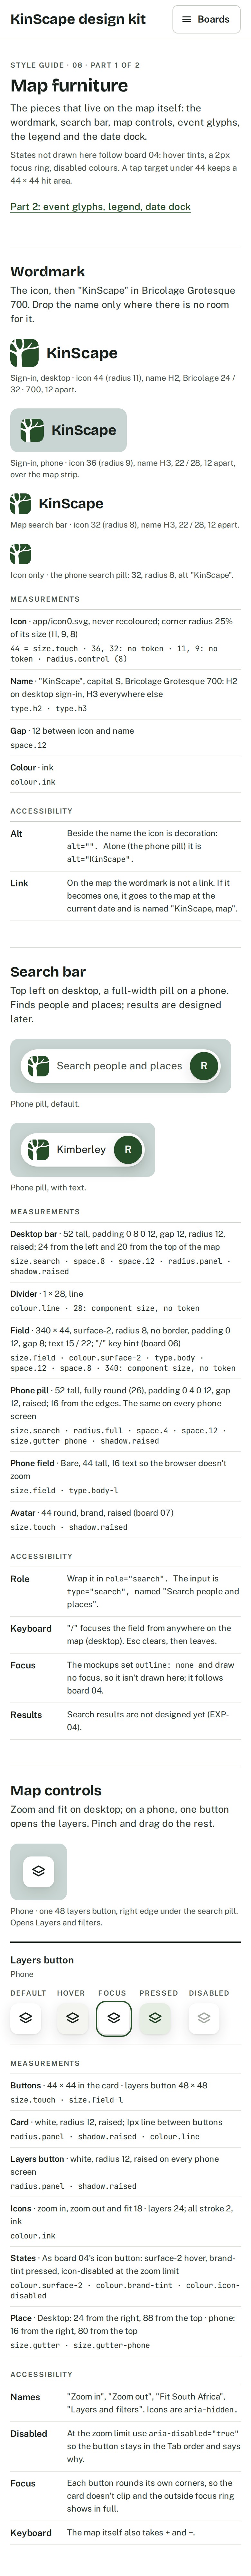 KinScape design kit
Boards
STYLE GUIDE · 08 · PART 1 OF 2
Map furniture
The pieces that live on the map itself: the
wordmark, search bar, map controls, event glyphs,
the legend and the date dock.
States not drawn here follow board 04: hover tints, a 2px
focus ring, disabled colours. A tap target under 44 keeps a
44 × 44 hit area.
Part 2: event glyphs, legend, date dock
Wordmark
The icon, then "KinScape" in Bricolage Grotesque
700. Drop the name only where there is no room
for it.
KinScape
Sign-in, desktop · icon 44 (radius 11), name H2, Bricolage 24 /
32 · 700, 12 apart.
KinScape
Sign-in, phone · icon 36 (radius 9), name H3, 22 / 28, 12 apart,
over the map strip.
KinScape
Map search bar · icon 32 (radius 8), name H3, 22 / 28, 12 apart.
Icon only · the phone search pill: 32, radius 8, alt "KinScape".
MEASUREMENTS
Icon · app/icon0.svg, never recoloured; corner radius 25%
of its size (11, 9, 8)
44 = size.touch · 36, 32: no token · 11, 9: no
token · radius.control (8)
Name · "KinScape", capital S, Bricolage Grotesque 700: H2
on desktop sign-in, H3 everywhere else
type.h2 · type.h3
Gap · 12 between icon and name
space.12
Colour · ink
colour.ink
ACCESSIBILITY
Alt
Beside the name the icon is decoration:
alt="". Alone (the phone pill) it is
alt="KinScape".
Link
On the map the wordmark is not a link. If it
becomes one, it goes to the map at the
current date and is named "KinScape, map".
Search bar
Top left on desktop, a full-width pill on a phone.
Finds people and places; results are designed
later.
Search people and places
R
Phone pill, default.
Kimberley
R
Phone pill, with text.
MEASUREMENTS
Desktop bar · 52 tall, padding 0 8 0 12, gap 12, radius 12,
raised; 24 from the left and 20 from the top of the map
size.search · space.8 · space.12 · radius.panel ·
shadow.raised
Divider · 1 × 28, line
colour.line · 28: component size, no token
Field · 340 × 44, surface-2, radius 8, no border, padding 0
12, gap 8; text 15 / 22; "/" key hint (board 06)
size.field · colour.surface-2 · type.body ·
space.12 · space.8 · 340: component size, no token
Phone pill · 52 tall, fully round (26), padding 0 4 0 12, gap
12, raised; 16 from the edges. The same on every phone
screen
size.search · radius.full · space.4 · space.12 ·
size.gutter-phone · shadow.raised
Phone field · Bare, 44 tall, 16 text so the browser doesn't
zoom
size.field · type.body-l
Avatar · 44 round, brand, raised (board 07)
size.touch · shadow.raised
ACCESSIBILITY
Role
Wrap it in role="search". The input is
type="search", named "Search people and
places".
Keyboard
"/" focuses the field from anywhere on the
map (desktop). Esc clears, then leaves.
Focus
The mockups set outline: none and draw
no focus, so it isn't drawn here; it follows
board 04.
Results
Search results are not designed yet (EXP-
04).
Map controls
Zoom and fit on desktop; on a phone, one button
opens the layers. Pinch and drag do the rest.
Phone · one 48 layers button, right edge under the search pill.
Opens Layers and filters.
Layers button
Phone
DEFAULT
HOVER
FOCUS
PRESSED
DISABLED
MEASUREMENTS
Buttons · 44 × 44 in the card · layers button 48 × 48
size.touch · size.field-l
Card · white, radius 12, raised; 1px line between buttons
radius.panel · shadow.raised · colour.line
Layers button · white, radius 12, raised on every phone
screen
radius.panel · shadow.raised
Icons · zoom in, zoom out and fit 18 · layers 24; all stroke 2,
ink
colour.ink
States · As board 04's icon button: surface-2 hover, brand-
tint pressed, icon-disabled at the zoom limit
colour.surface-2 · colour.brand-tint · colour.icon-
disabled
Place · Desktop: 24 from the right, 88 from the top · phone:
16 from the right, 80 from the top
size.gutter · size.gutter-phone
ACCESSIBILITY
Names
"Zoom in", "Zoom out", "Fit South Africa",
"Layers and filters". Icons are aria-hidden.
Disabled
At the zoom limit use aria-disabled="true"
so the button stays in the Tab order and says
why.
Focus
Each button rounds its own corners, so the
card doesn't clip and the outside focus ring
shows in full.
Keyboard
The map itself also takes + and −.